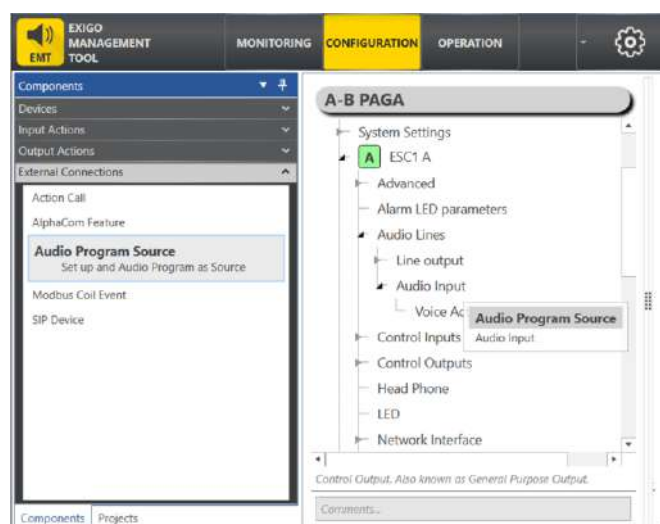 EXIGO
MANAGEMENT
TOOL
EMT
MONITORING
CONFIGURATION
OPERATION
Components
Devices
Input Actions
Output Actions
External Connections
Action Call
AlphaCom Feature
Audio Program Source
Set up and Audio Program as Source
Modbus Coil Event
SIP Device
Components
Projects
A-B PAGA
System Settings
A ESC1 A
Advanced
Alarm LED parameters
Audio Lines
Line output
Audio Input
Voice Ac
Audio Program Source
Audio Input
Control Inputs
Control Outputs
Head Phone
LED
Network Interface
Control Output. Also known as General Purpose Output.
Comments...